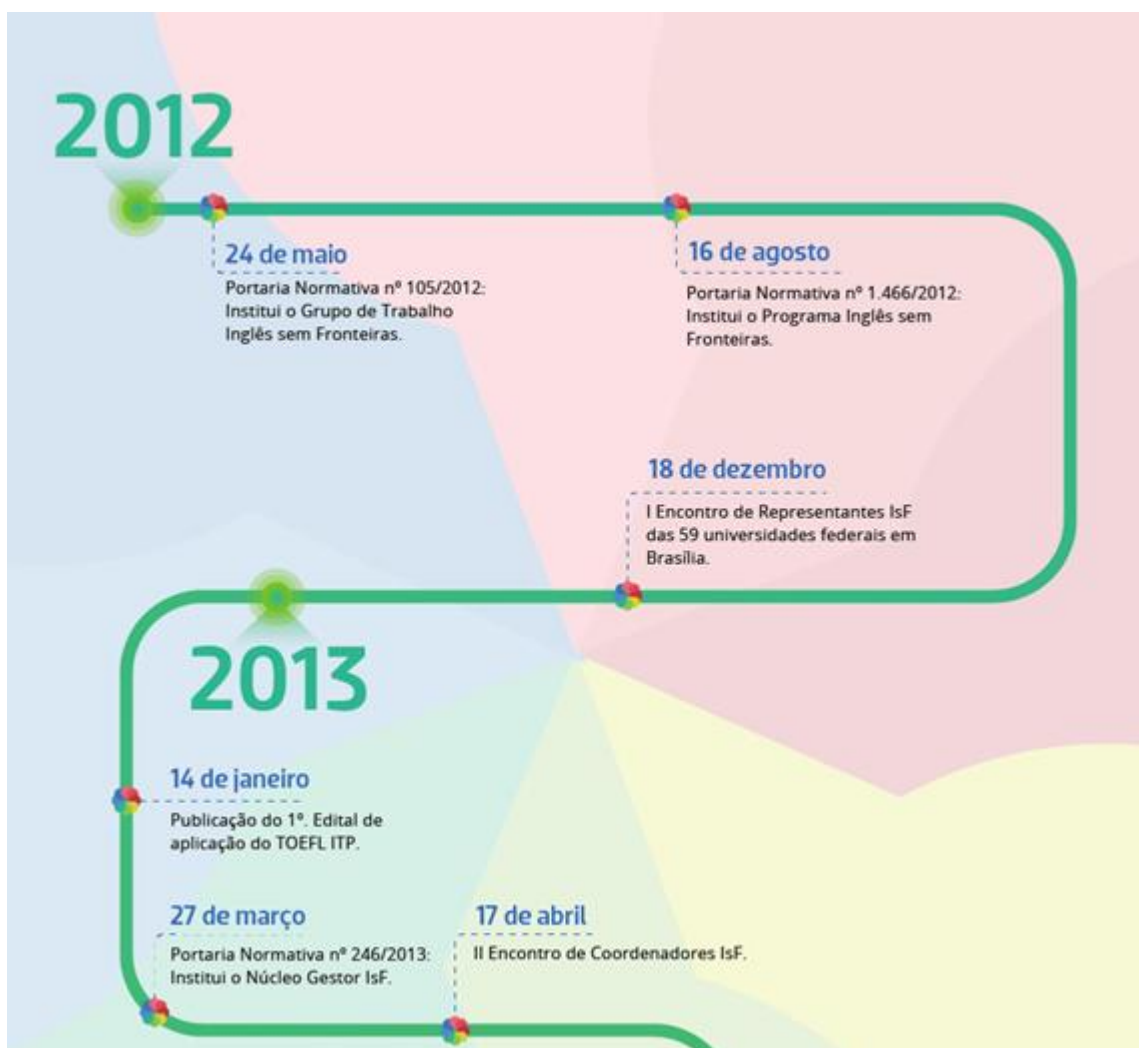 2012
24 de maio
Portaria Normativa nº 105/2012:
Institui o Grupo de Trabalho
Inglês sem Fronteiras.
16 de agosto
Portaria Normativa nº 1.466/2012:
Institui o Programa Inglês sem
Fronteiras.
18 de dezembro
I Encontro de Representantes IsF
das 59 universidades federais em
Brasília.
2013
14 de janeiro
Publicação do 1º. Edital de
aplicação do TOEFL ITP.
27 de março
Portaria Normativa nº 246/2013:
Institui o Núcleo Gestor IsF.
17 de abril
II Encontro de Coordenadores IsF.